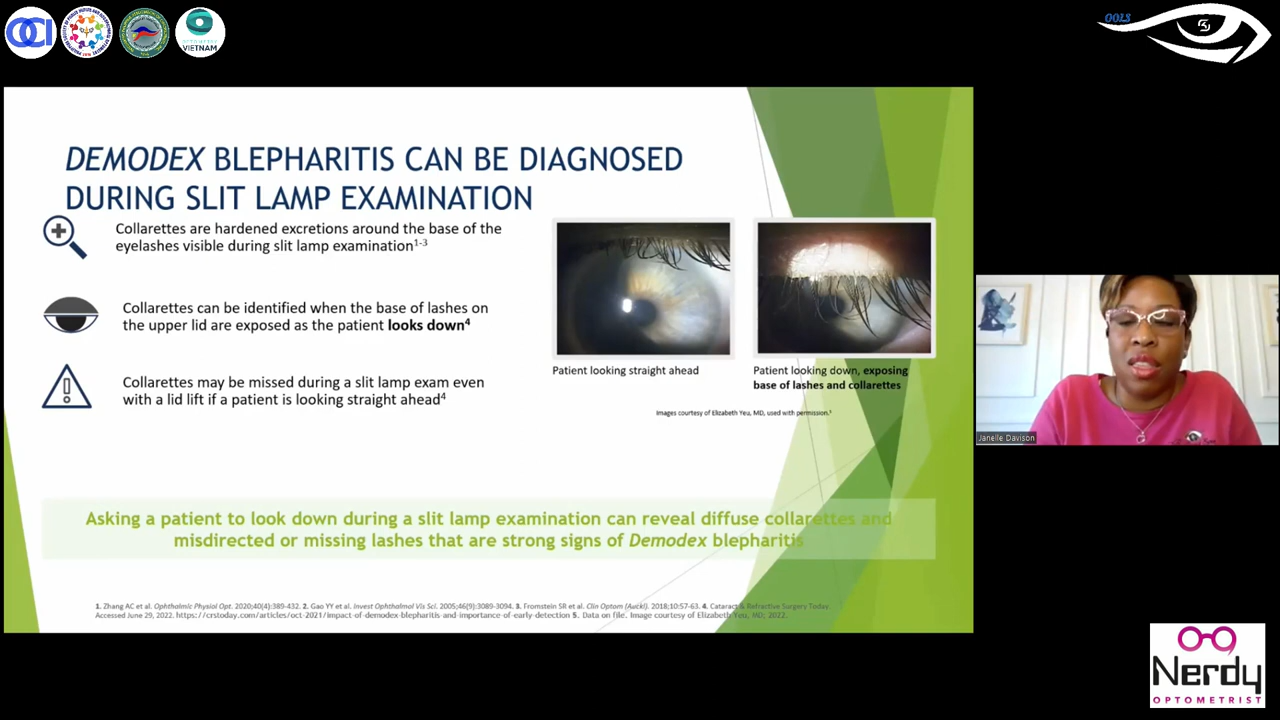 OCI
OPTOMETRY
VIETNAM
OOLS
DEMODEX BLEPHARITIS CAN BE DIAGNOSED
DURING SLIT LAMP EXAMINATION
Collarettes are hardened excretions around the base of the
eyelashes visible during slit lamp examination1-3
Collarettes can be identified when the base of lashes on
the upper lid are exposed as the patient looks down4
Collarettes may be missed during a slit lamp exam even
with a lid lift if a patient is looking straight ahead4
Patient looking straight ahead
Patient looking down, exposing
base of lashes and collarettes
Images courtesy of Elizabeth Yeu, MD, used with permission.5
Asking a patient to look down during a slit lamp examination can reveal diffuse collarettes and
misdirected or missing lashes that are strong signs of Demodex blepharitis
1. Zhang AC et al. Ophthalmic Physiol Opt. 2020;40(4):389-432. 2. Gao YY et al. Invest Ophthalmol Vis Sci. 2005;46(9):3089-3094. 3. Fromstein SR et al. Clin Optom (Auckl). 2018;10:57-63. 4. Cataract & Refractive Surgery Today
Accessed June 29, 2022. https://crstoday.com/articles/oct-2021/impact-of-demodex-blepharitis-and-importance-of-early-detection 5. Data on file. Image courtesy of Elizabeth Yeu, MD; 2022.
Janelle Davison
Nerdy
OPTOMETRIST